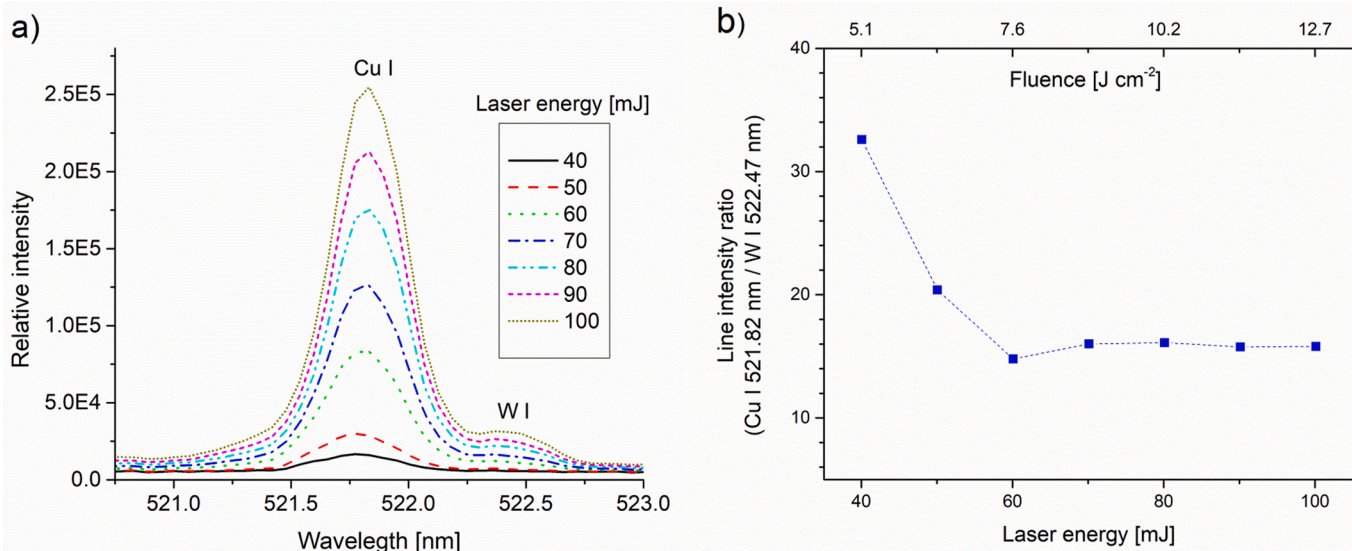 a)
Cu I
W I
Laser energy [mJ]
40
50
60
70
80
90
100
2.5E5
2.0E5
1.5E5
1.0E5
5.0E4
0.0
Relative intensity
521.0
521.5
522.0
522.5
523.0
Wavelegth [nm]
b)
5.1
7.6
10.2
12.7
Fluence [J cm-2]
40
30
20
10
Line intensity ratio
(Cu I 521.82 nm / W I 522.47 nm)
40
60
80
100
Laser energy [mJ]